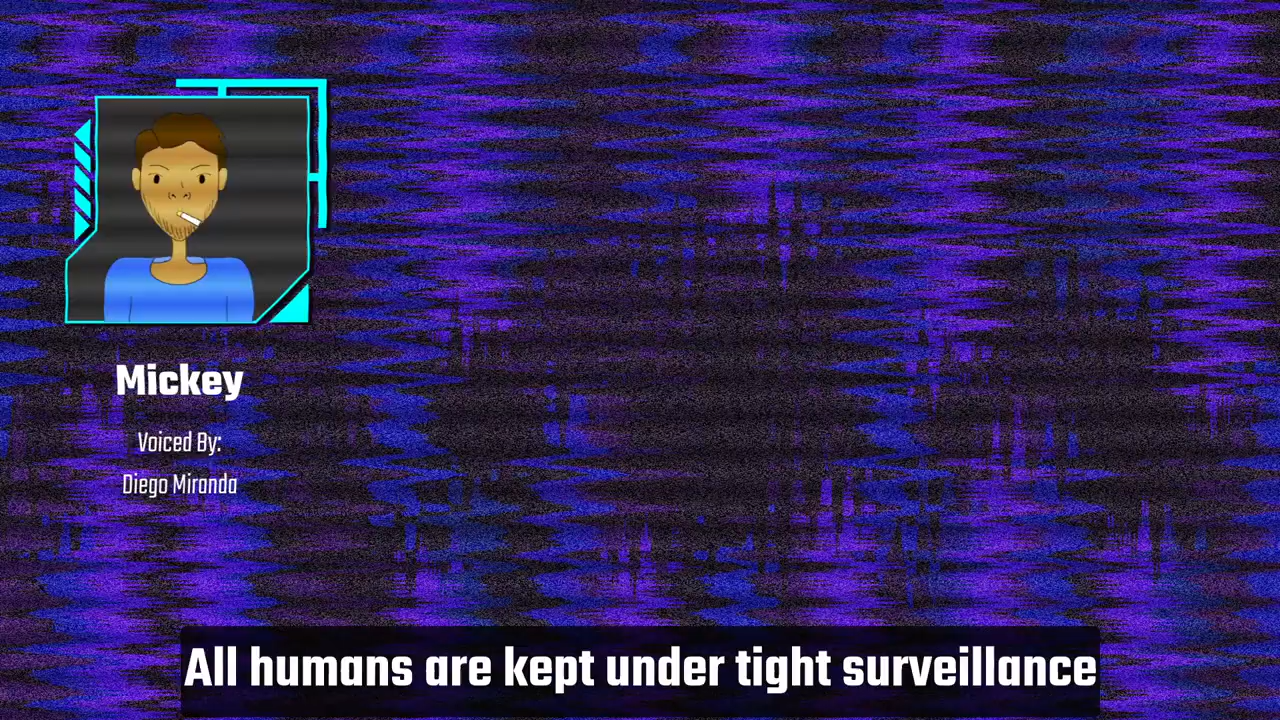 Mickey
Voiced By:
Diego Miranda
All humans are kept under tight surveillance